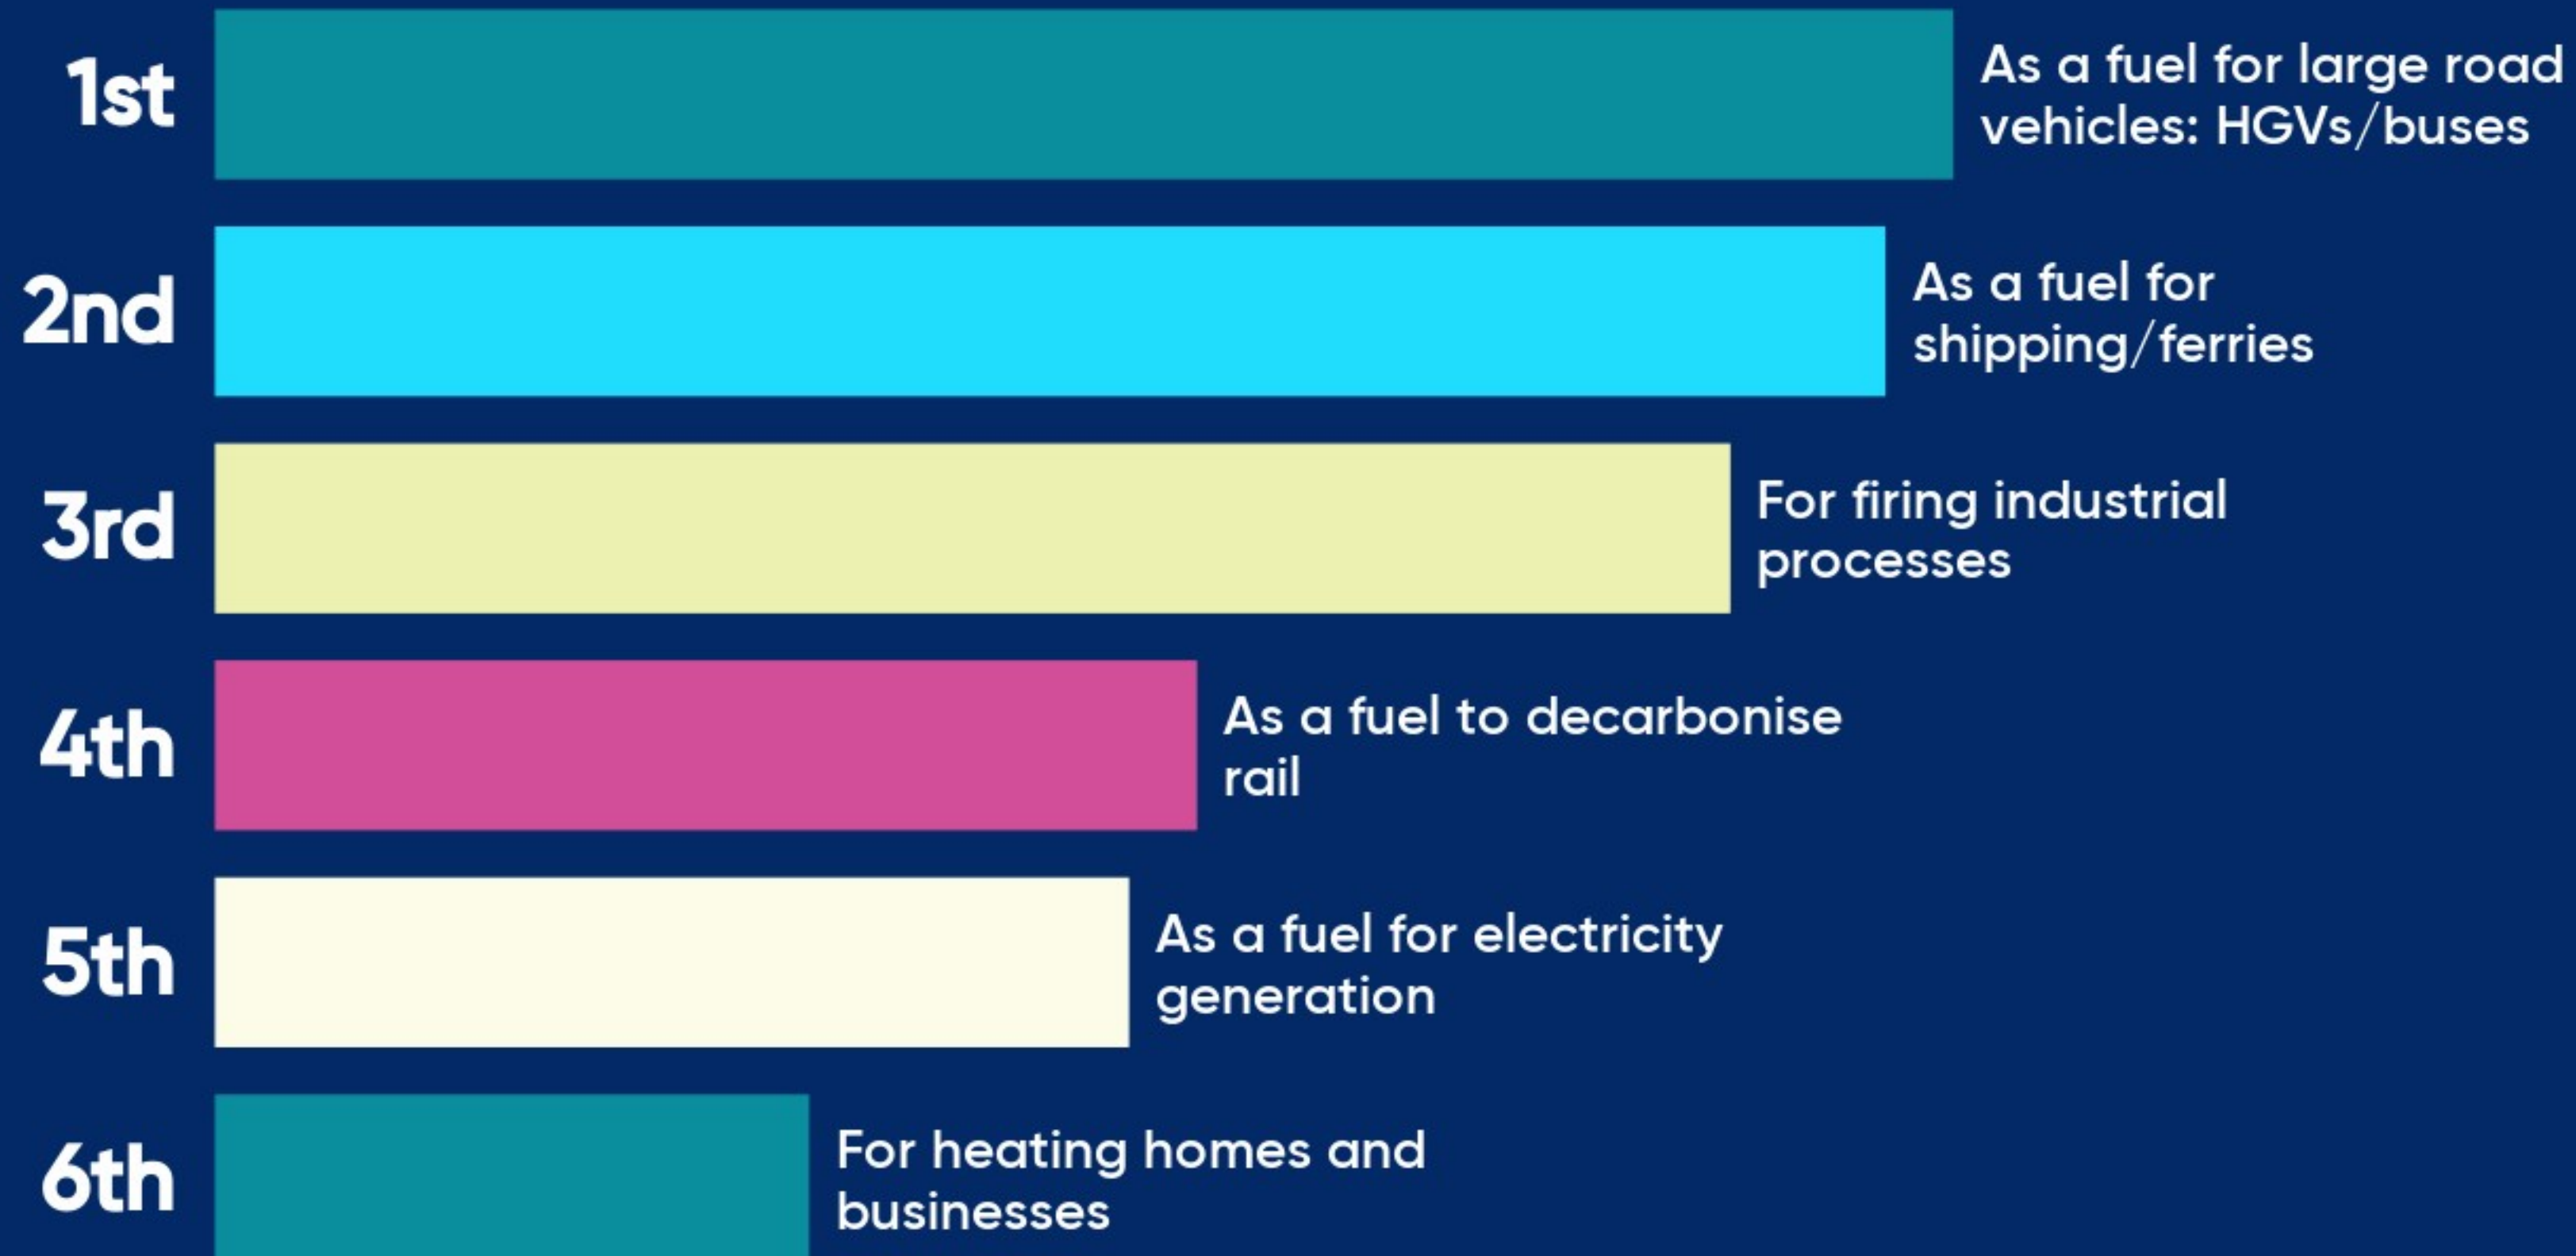 1st
As a fuel for large road
vehicles: HGVs/buses
2nd
As a fuel for
shipping/ferries
3rd
For firing industrial
processes
4th
As a fuel to decarbonise
rail
5th
As a fuel for electricity
generation
6th
For heating homes and
businesses